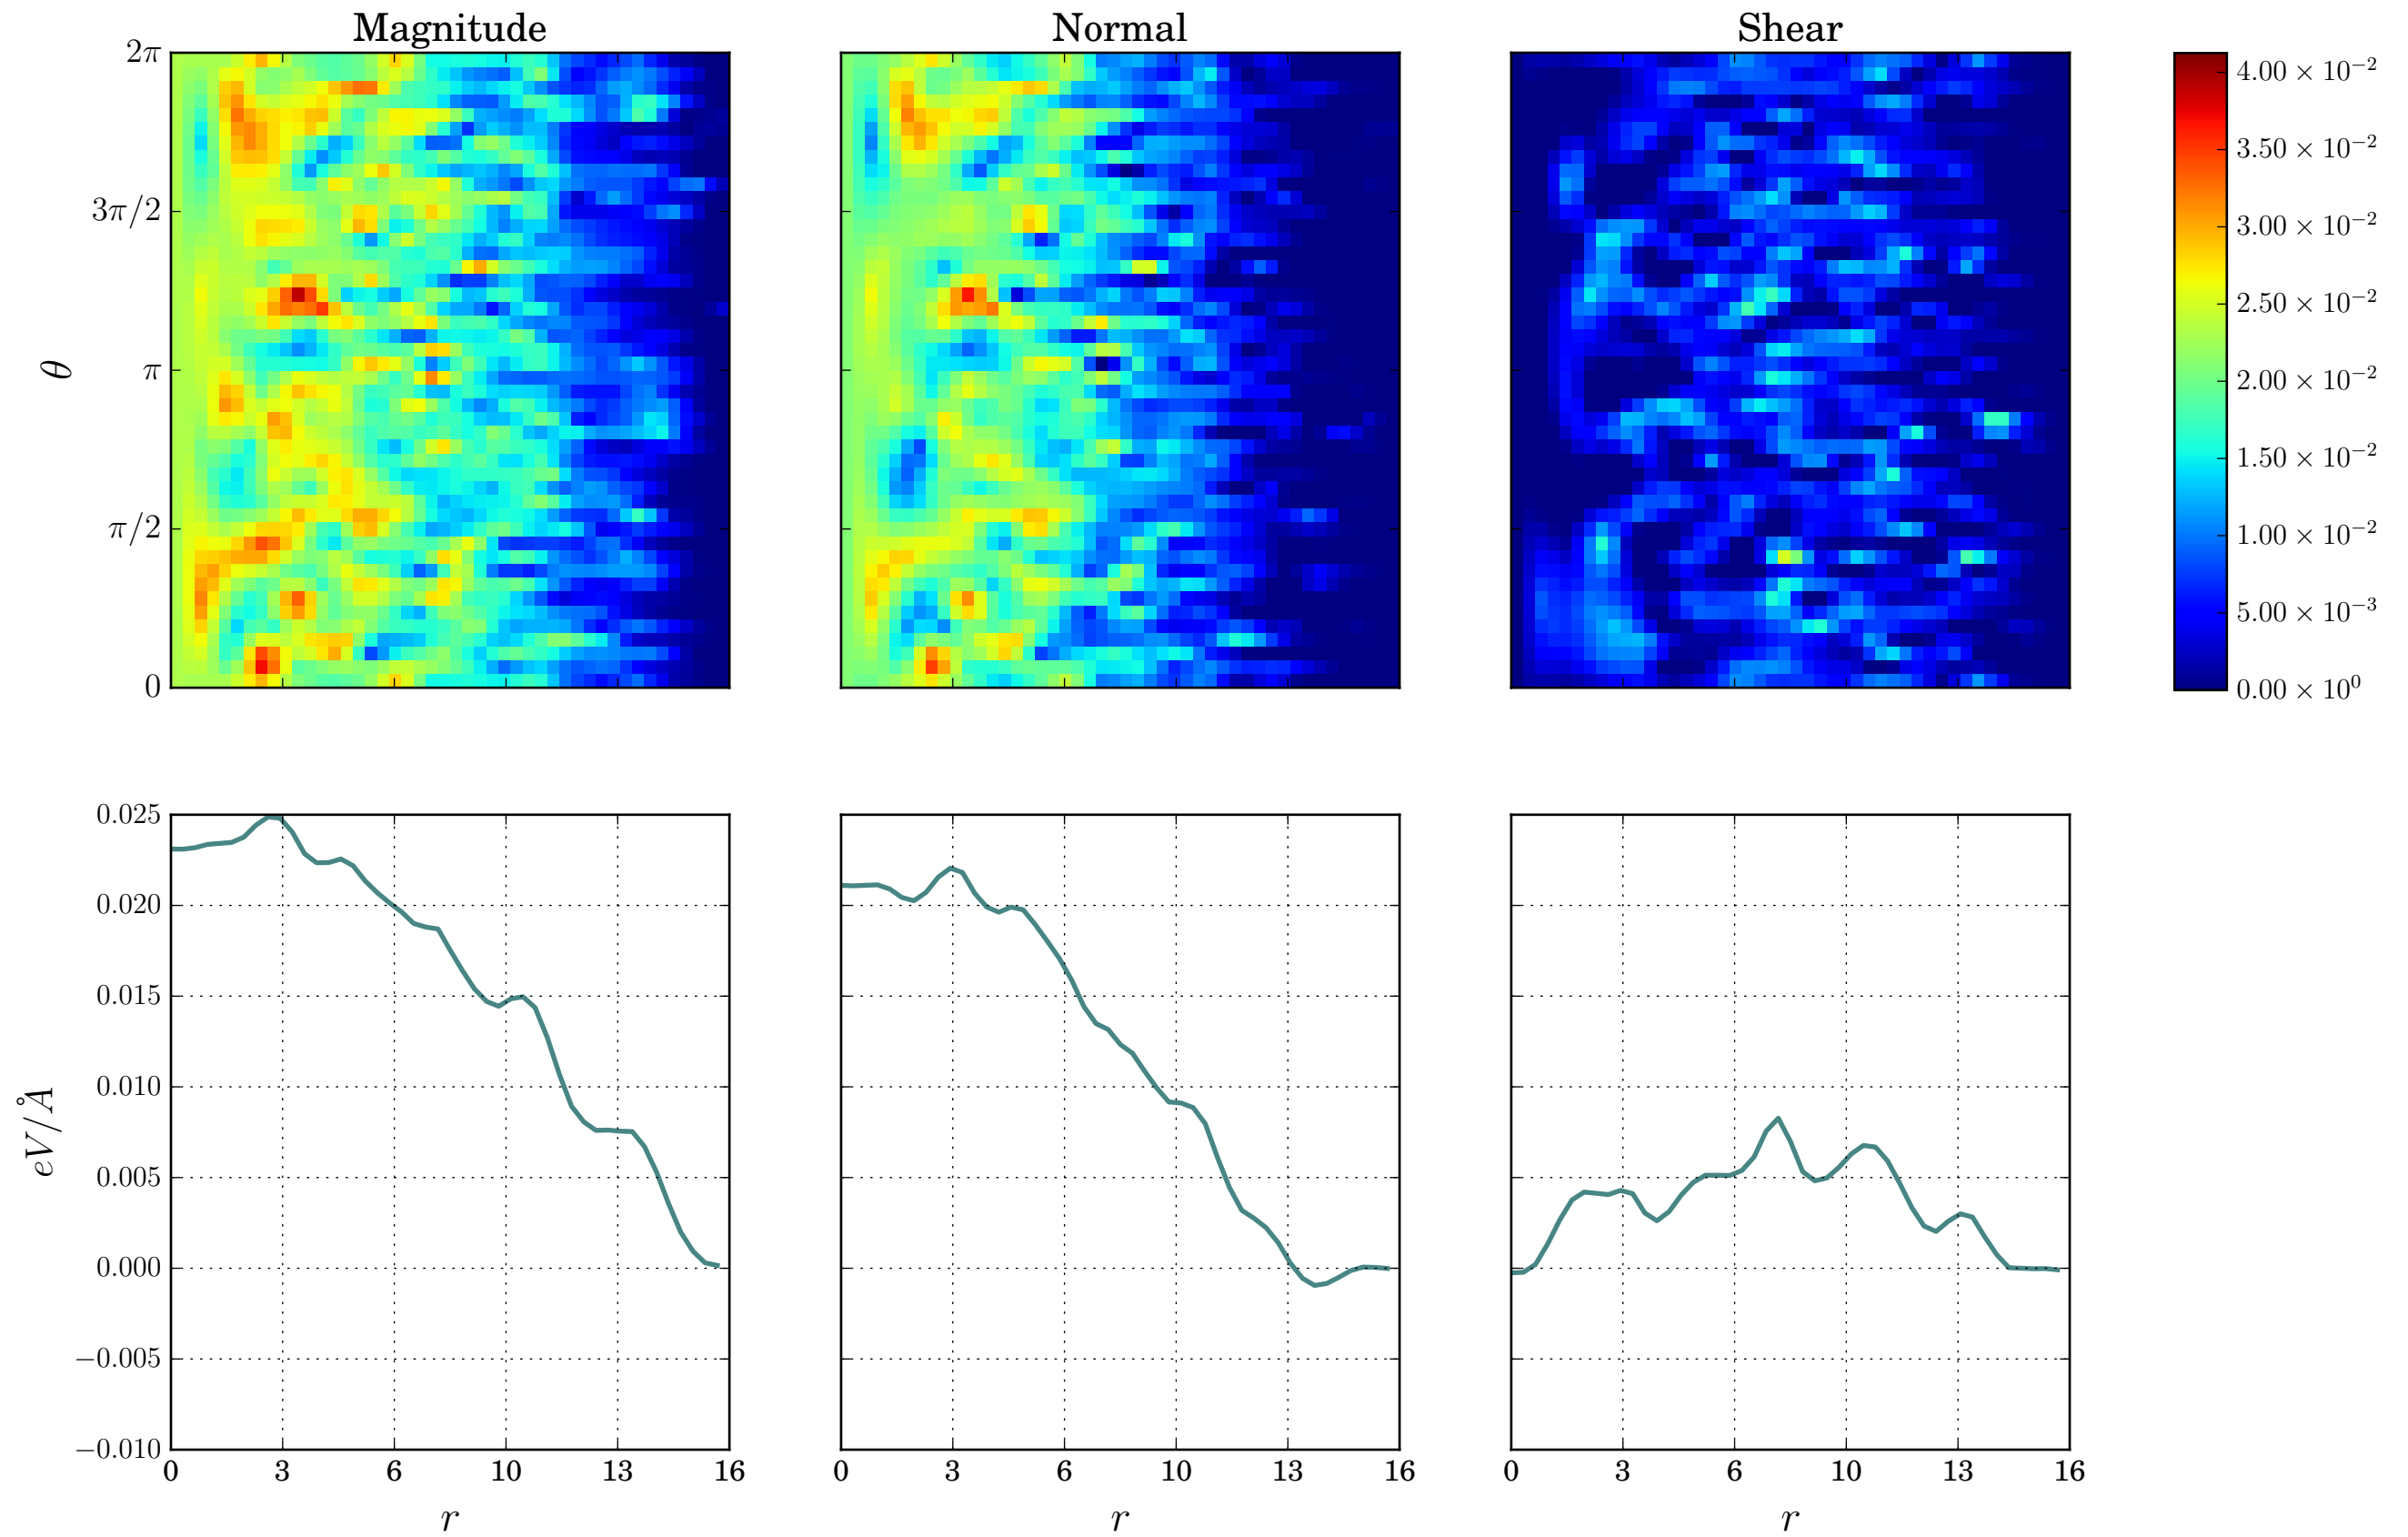 Magnitude Normal Shear
2π
3π/2
π
π/2
0
θ
4.00 × 10⁻²
3.50 × 10⁻²
3.00 × 10⁻²
2.50 × 10⁻²
2.00 × 10⁻²
1.50 × 10⁻²
1.00 × 10⁻²
5.00 × 10⁻³
0.00 × 10⁰
0.025
0.020
0.015
0.010
0.005
0.000
−0.005
−0.010
eV/Å
0 3 6 10 13 16 0 3 6 10 13 16 0 3 6 10 13 16
r r r